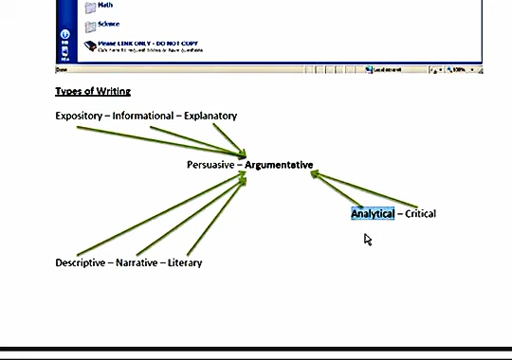 Math
Science
Please LINK ONLY - DO NOT COPY
Done
Local intranet
100%
Types of Writing
Expository – Informational – Explanatory
Persuasive – Argumentative
Analytical – Critical
Descriptive – Narrative – Literary